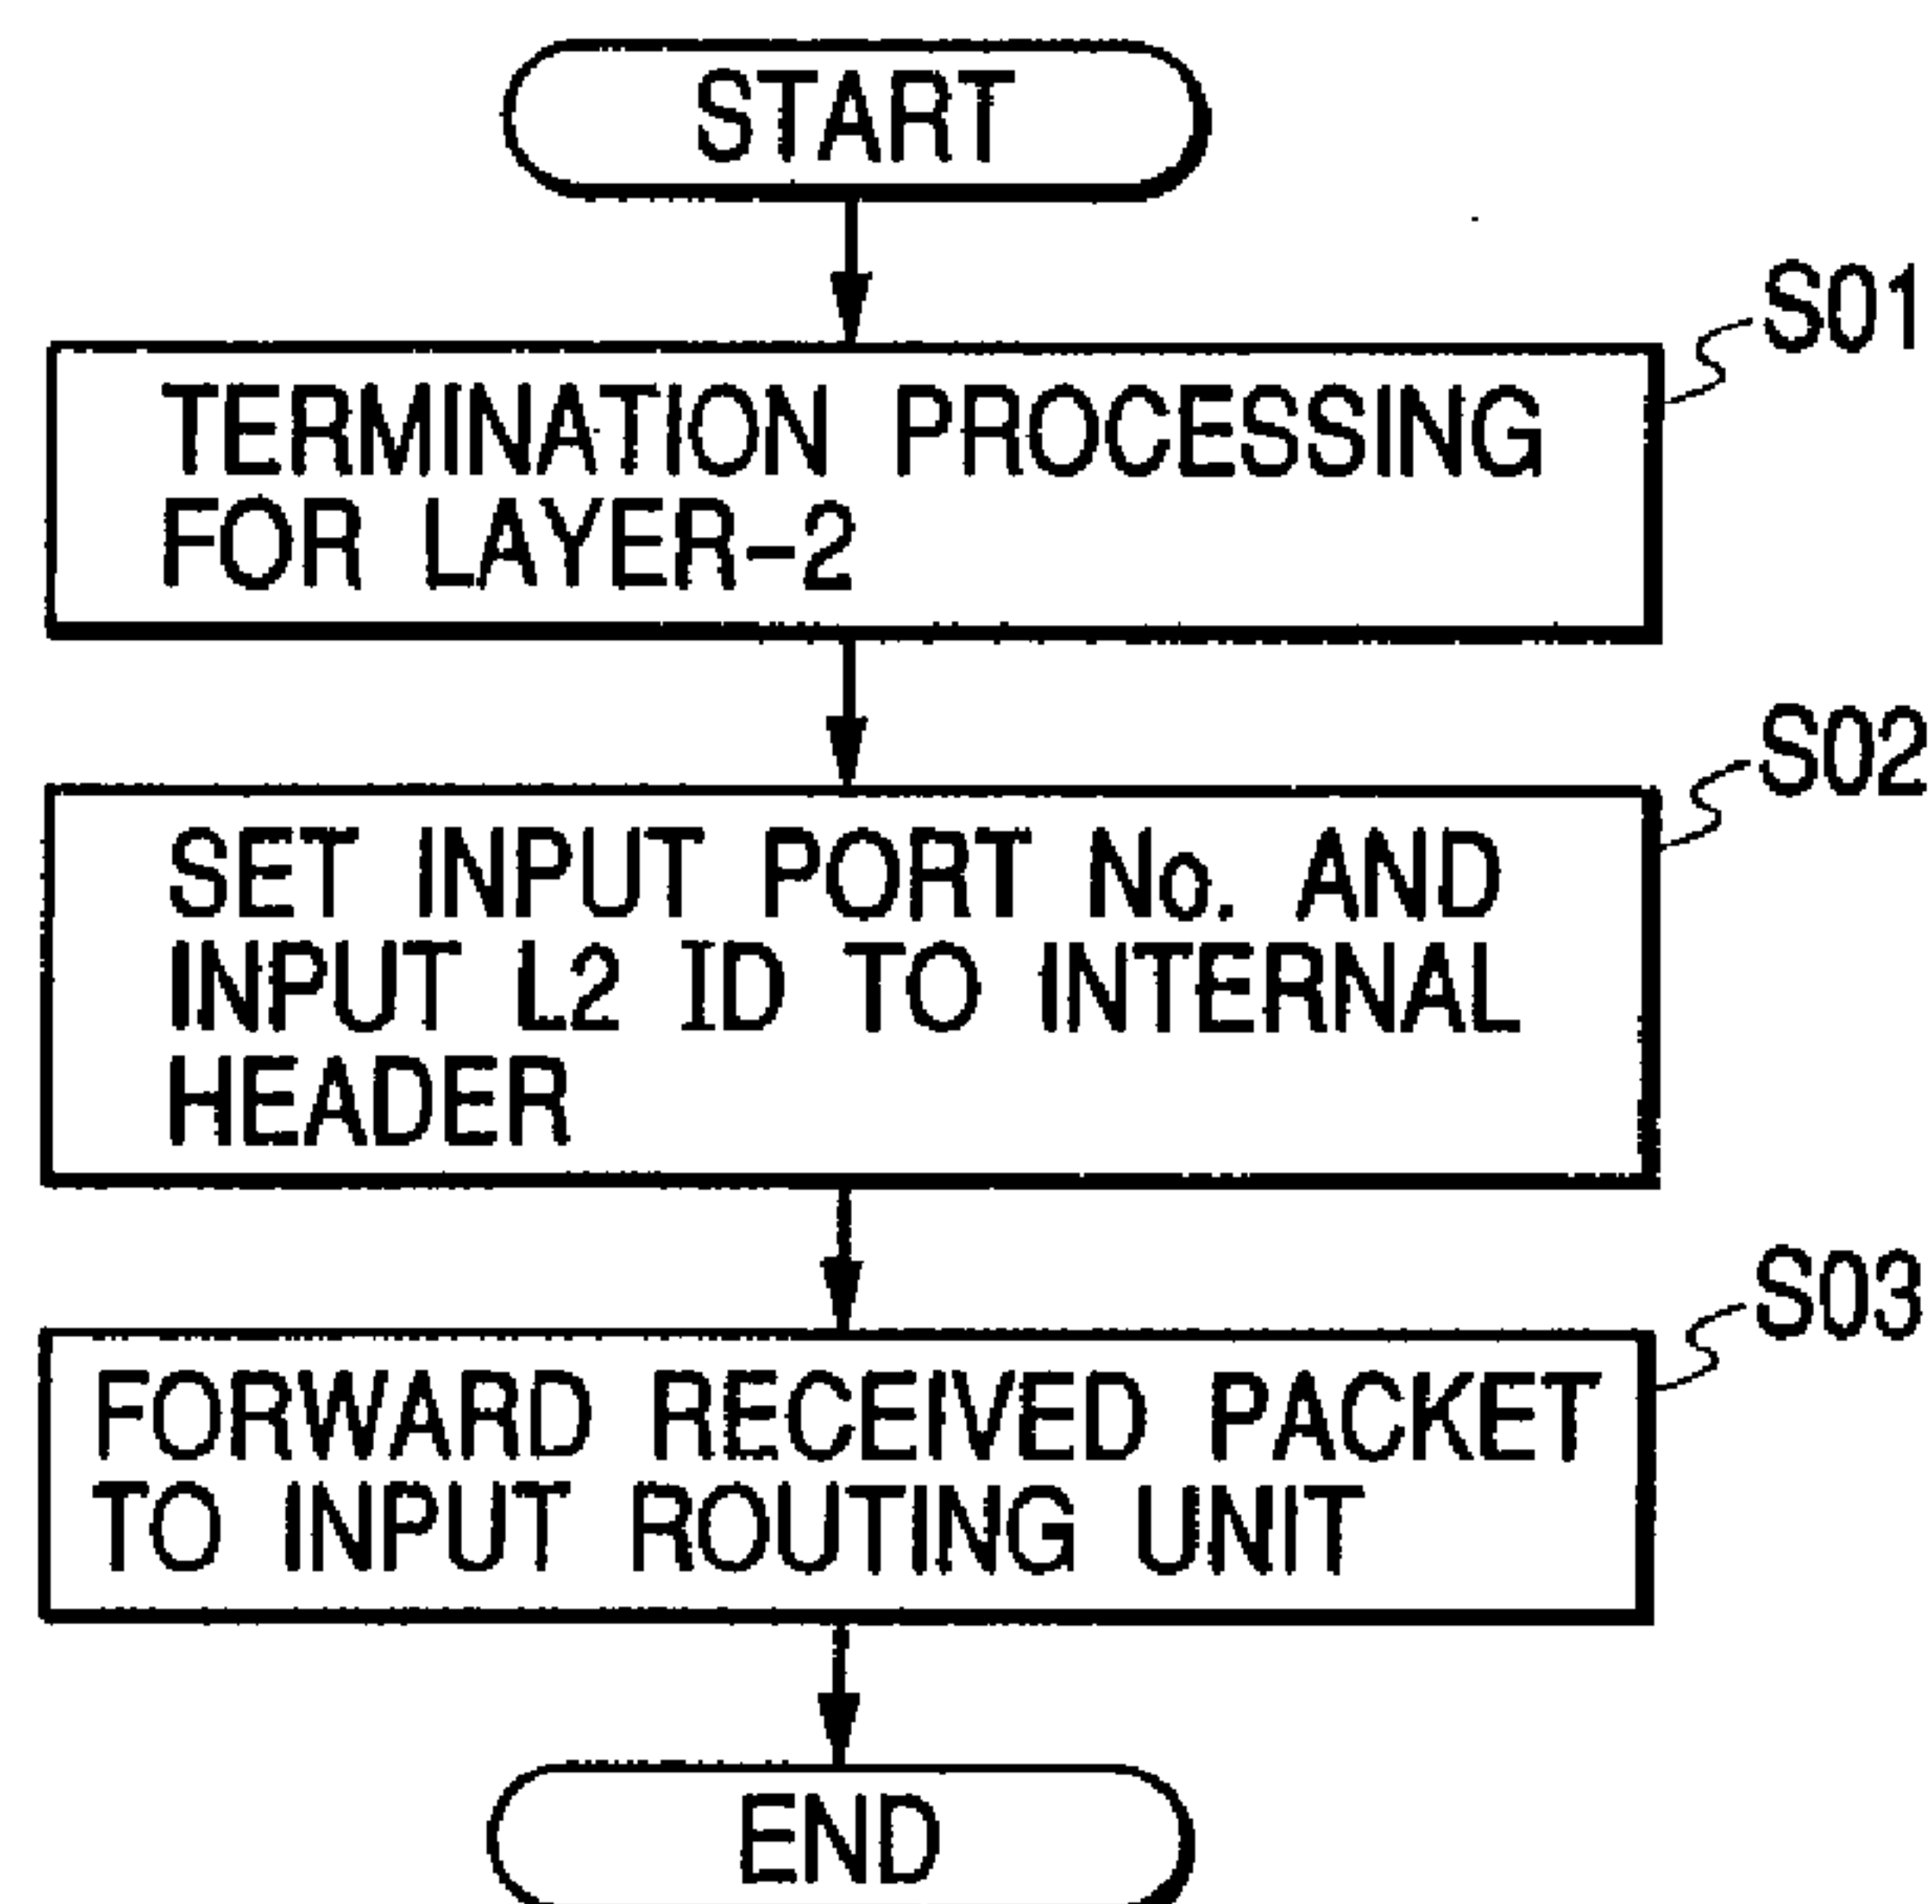 START
S01
TERMINATION PROCESSING
FOR LAYER-2
S02
SET INPUT PORT No. AND
INPUT L2 ID TO INTERNAL
HEADER
S03
FORWARD RECEIVED PACKET
TO INPUT ROUTING UNIT
END